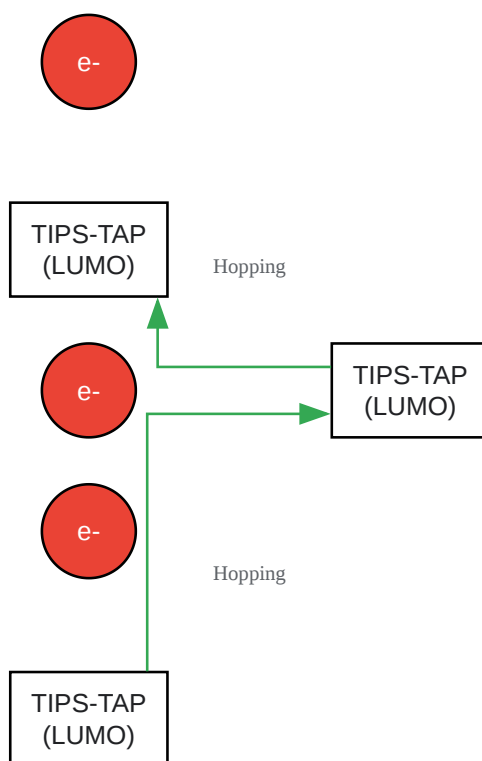 e-
TIPS-TAP
(LUMO)
Hopping
TIPS-TAP
(LUMO)
e-
e-
Hopping
TIPS-TAP
(LUMO)